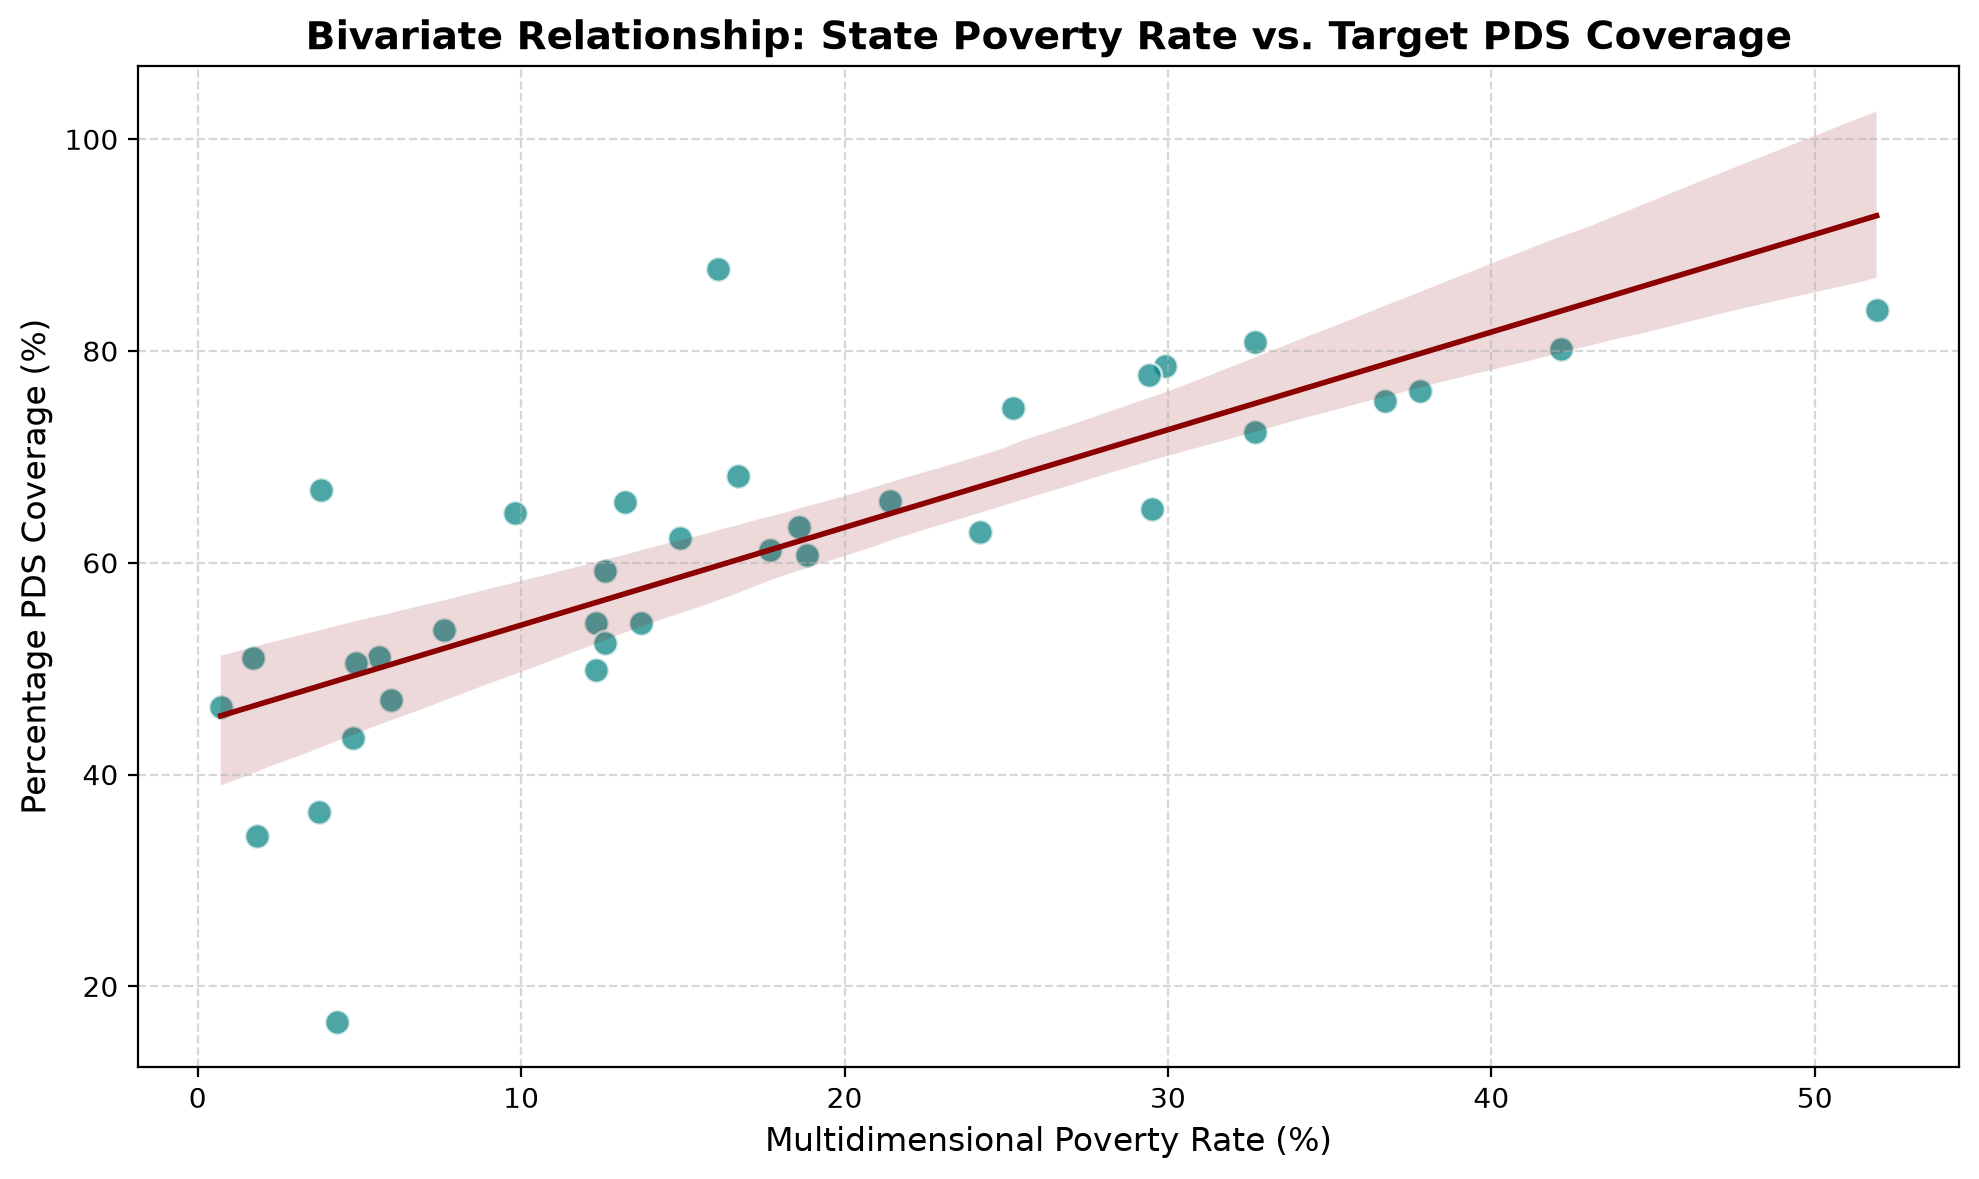 Bivariate Relationship: State Poverty Rate vs. Target PDS Coverage
Percentage PDS Coverage (%)
100
80
60
40
20
0 10 20 30 40 50
Multidimensional Poverty Rate (%)